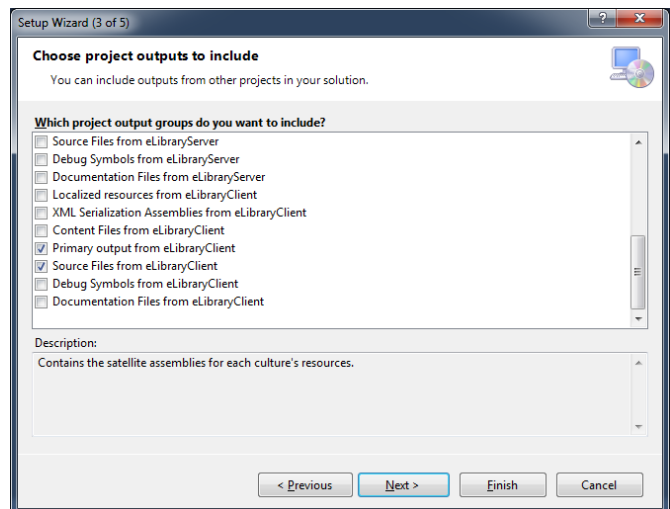 Setup Wizard (3 of 5)
?
X
Choose project outputs to include
You can include outputs from other projects in your solution.
Which project output groups do you want to include?
Source Files from eLibraryServer
Debug Symbols from eLibraryServer
Documentation Files from eLibraryServer
Localized resources from eLibraryClient
XML Serialization Assemblies from eLibraryClient
Content Files from eLibraryClient
Primary output from eLibraryClient
Source Files from eLibraryClient
Debug Symbols from eLibraryClient
Documentation Files from eLibraryClient
Description:
Contains the satellite assemblies for each culture's resources.
< Previous
Next >
Finish
Cancel